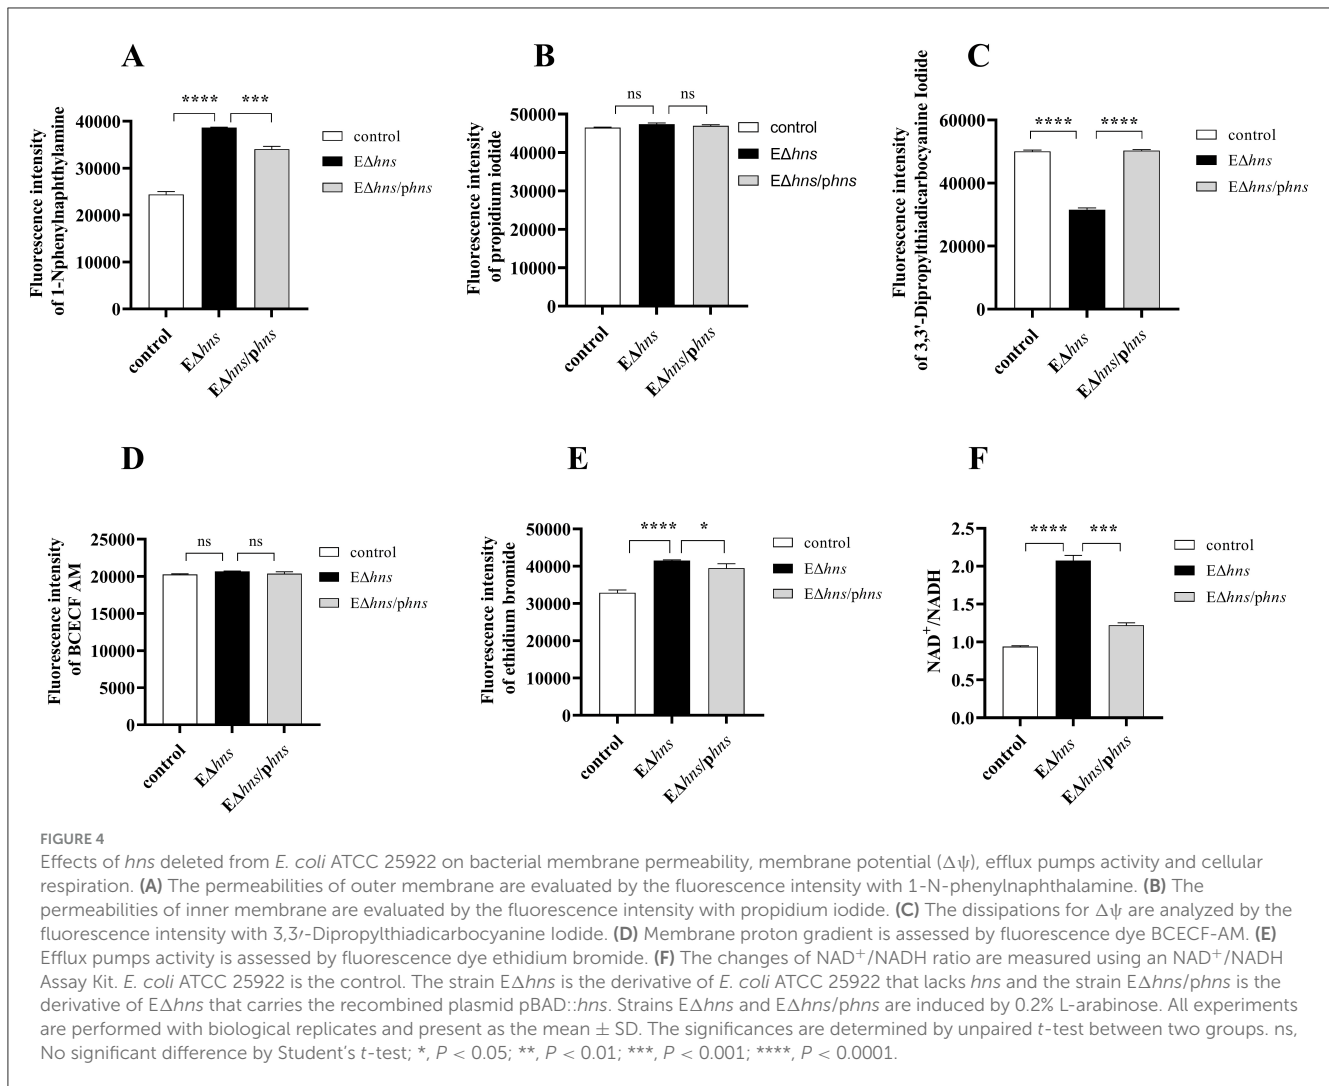 A
Fluorescence intensity
of 1-Nphenylnaphthylamine
40000
30000
20000
10000
0
****
***
control
EΔhns
EΔhns/phns
control
EΔhns
EΔhns/phns
B
Fluorescence intensity
of propidium iodide
50000
40000
30000
20000
10000
0
ns
ns
control
EΔhns
EΔhns/phns
control
EΔhns
EΔhns/phns
C
Fluorescence intensity
of 3,3'-Dipropylthiadicarbocyanine Iodide
60000
40000
20000
0
****
****
control
EΔhns
EΔhns/phns
control
EΔhns
EΔhns/phns
D
Fluorescence intensity
of BCECF AM
25000
20000
15000
10000
5000
0
ns
ns
control
EΔhns
EΔhns/phns
control
EΔhns
EΔhns/phns
E
Fluorescence intensity
of ethidium bromide
50000
40000
30000
20000
10000
0
****
*
control
EΔhns
EΔhns/phns
control
EΔhns
EΔhns/phns
F
NAD+/NADH
2.5
2.0
1.5
1.0
0.5
0.0
****
***
control
EΔhns
EΔhns/phns
control
EΔhns
EΔhns/phns
FIGURE 4
Effects of hns deleted from E. coli ATCC 25922 on bacterial membrane permeability, membrane potential (Δψ), efflux pumps activity and cellular
respiration. (A) The permeabilities of outer membrane are evaluated by the fluorescence intensity with 1-N-phenylnaphthalamine. (B) The
permeabilities of inner membrane are evaluated by the fluorescence intensity with propidium iodide. (C) The dissipations for Δψ are analyzed by the
fluorescence intensity with 3,3′-Dipropylthiadicarbocyanine Iodide. (D) Membrane proton gradient is assessed by fluorescence dye BCECF-AM. (E)
Efflux pumps activity is assessed by fluorescence dye ethidium bromide. (F) The changes of NAD+/NADH ratio are measured using an NAD+/NADH
Assay Kit. E. coli ATCC 25922 is the control. The strain EΔhns is the derivative of E. coli ATCC 25922 that lacks hns and the strain EΔhns/phns is the
derivative of EΔhns that carries the recombined plasmid pBAD::hns. Strains EΔhns and EΔhns/phns are induced by 0.2% L-arabinose. All experiments
are performed with biological replicates and present as the mean ± SD. The significances are determined by unpaired t-test between two groups. ns,
No significant difference by Student's t-test; *, P < 0.05; **, P < 0.01; ***, P < 0.001; ****, P < 0.0001.